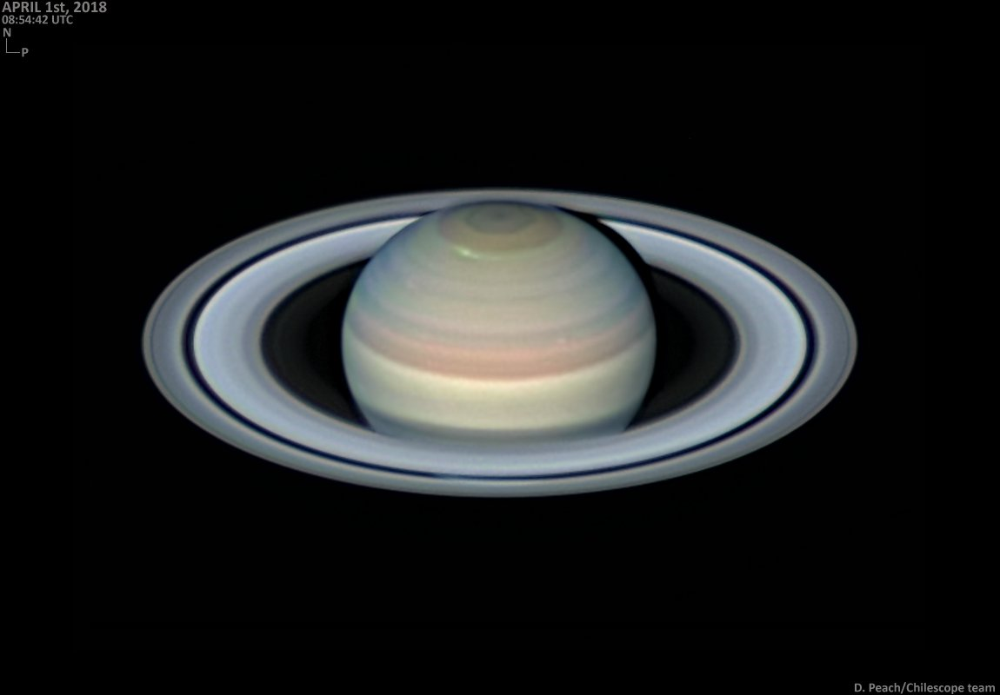 APRIL 1st, 2018
08:54:42 UTC
N
P
D. Peach/Chilescope team